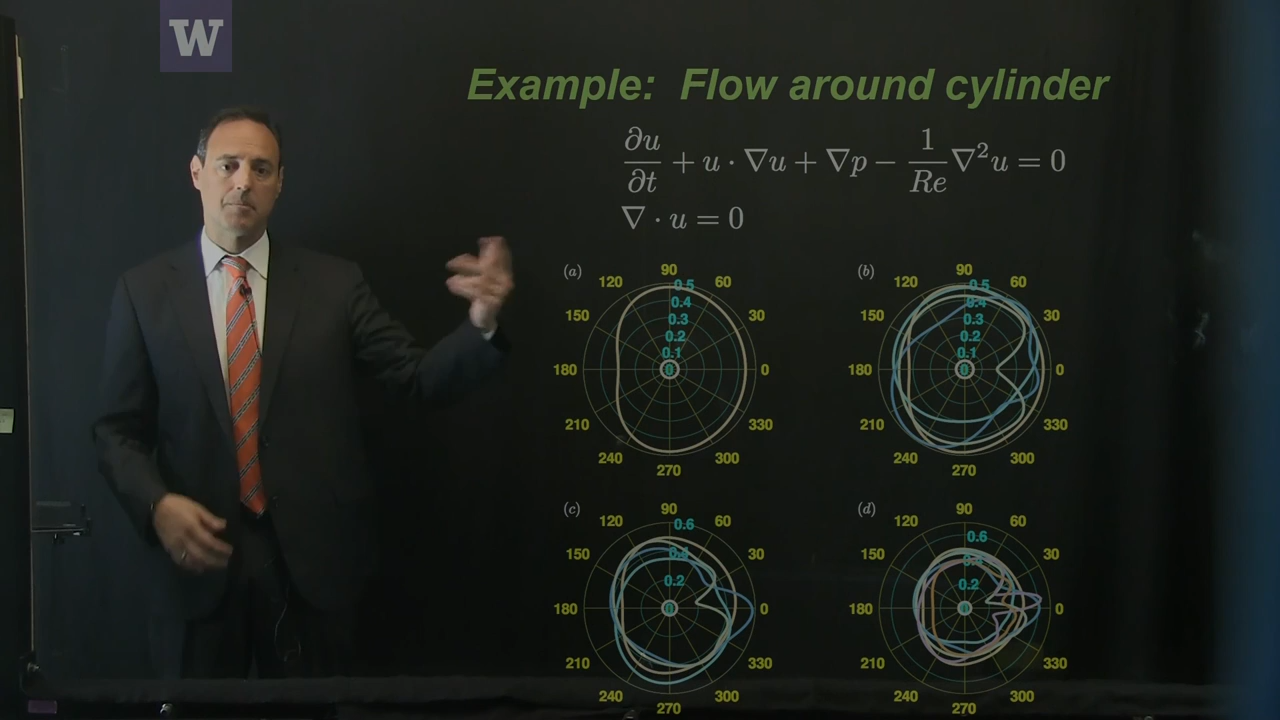 W
Example: Flow around cylinder
∂u/∂t + u · ∇u + ∇p − 1/Re ∇²u = 0
∇ · u = 0
(a) 90 120 60 0.5 0.4 150 30 0.3 0.2 0.1 180 0 0 210 330 240 300 270
(b) 90 120 60 0.5 0.4 150 30 0.3 0.2 0.1 180 0 0 210 330 240 300 270
(c) 90 120 60 0.6 150 30 0.4 0.2 180 0 0 210 330 240 300 270
(d) 90 120 60 0.6 150 30 0.2 180 0 210 330 240 300 270